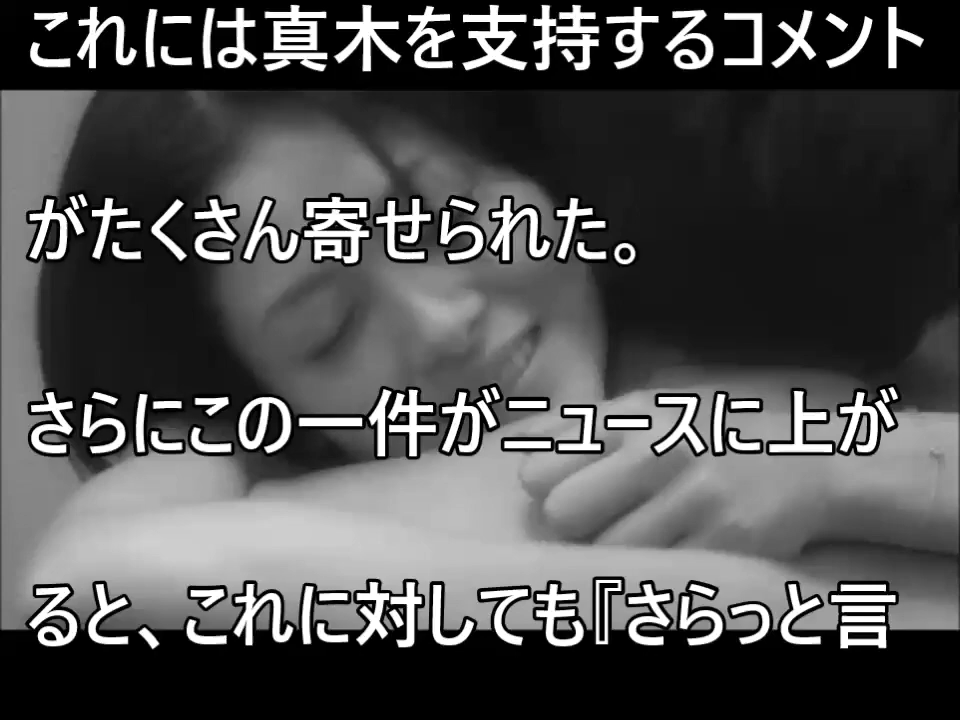 これには真木を支持するコメント
がたくさん寄せられた。
さらにこの一件がニュースに上が
ると、これに対しても『さらっと言